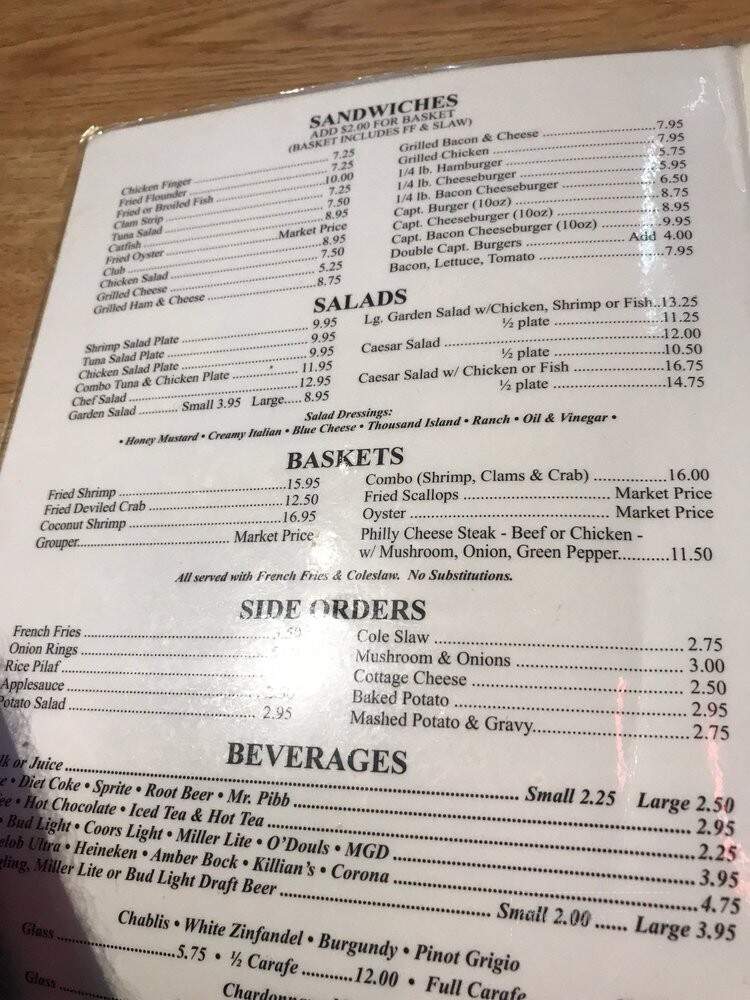 SANDWICHES
ADD $2.00 FOR BASKET
(BASKET INCLUDES FF & SLAW)
Chicken Finger 7.25
Fried Flounder 7.25
Fried or Broiled Fish 10.00
Clam Strip 7.25
Tuna Salad 7.50
Catfish 8.95
Fried Oyster Market Price
Club 8.95
Chicken Salad 7.50
Grilled Cheese 5.25
Grilled Ham & Cheese 8.75
Grilled Bacon & Cheese 7.95
Grilled Chicken 7.95
1/4 lb. Hamburger 5.75
1/4 lb. Cheeseburger 5.95
1/4 lb. Bacon Cheeseburger 6.50
Capt. Burger (10oz) 8.75
Capt. Cheeseburger (10oz) 8.95
Capt. Bacon Cheeseburger (10oz) 9.95
Double Capt. Burgers Add 4.00
Bacon, Lettuce, Tomato 7.95
SALADS
Shrimp Salad Plate 9.95
Tuna Salad Plate 9.95
Chicken Salad Plate 9.95
Combo Tuna & Chicken Plate 11.95
Chef Salad 12.95
Garden Salad Small 3.95 Large 8.95
Lg. Garden Salad w/Chicken, Shrimp or Fish..13.25
½ plate 11.25
Caesar Salad 12.00
½ plate 10.50
Caesar Salad w/ Chicken or Fish 16.75
½ plate 14.75
Salad Dressings:
• Honey Mustard • Creamy Italian • Blue Cheese • Thousand Island • Ranch • Oil & Vinegar •
BASKETS
Fried Shrimp 15.95
Fried Deviled Crab 12.50
Coconut Shrimp 16.95
Grouper Market Price
Combo (Shrimp, Clams & Crab) 16.00
Fried Scallops Market Price
Oyster Market Price
Philly Cheese Steak - Beef or Chicken -
w/ Mushroom, Onion, Green Pepper 11.50
All served with French Fries & Coleslaw. No Substitutions.
SIDE ORDERS
French Fries
Onion Rings
Rice Pilaf
Applesauce
Potato Salad 2.95
Cole Slaw 2.75
Mushroom & Onions 3.00
Cottage Cheese 2.50
Baked Potato 2.95
Mashed Potato & Gravy 2.75
BEVERAGES
or Juice Small 2.25 Large 2.50
• Diet Coke • Sprite • Root Beer • Mr. Pibb 2.95
• Hot Chocolate • Iced Tea & Hot Tea 2.25
• Bud Light • Coors Light • Miller Lite • O'Douls • MGD 3.95
Ultra • Heineken • Amber Bock • Killian's • Corona 4.75
Miller Lite or Bud Light Draft Beer Small 2.00 ...... Large 3.95
Chablis • White Zinfandel • Burgundy • Pinot Grigio
Glass 5.75 • ½ Carafe 12.00 • Full Carafe
Glass